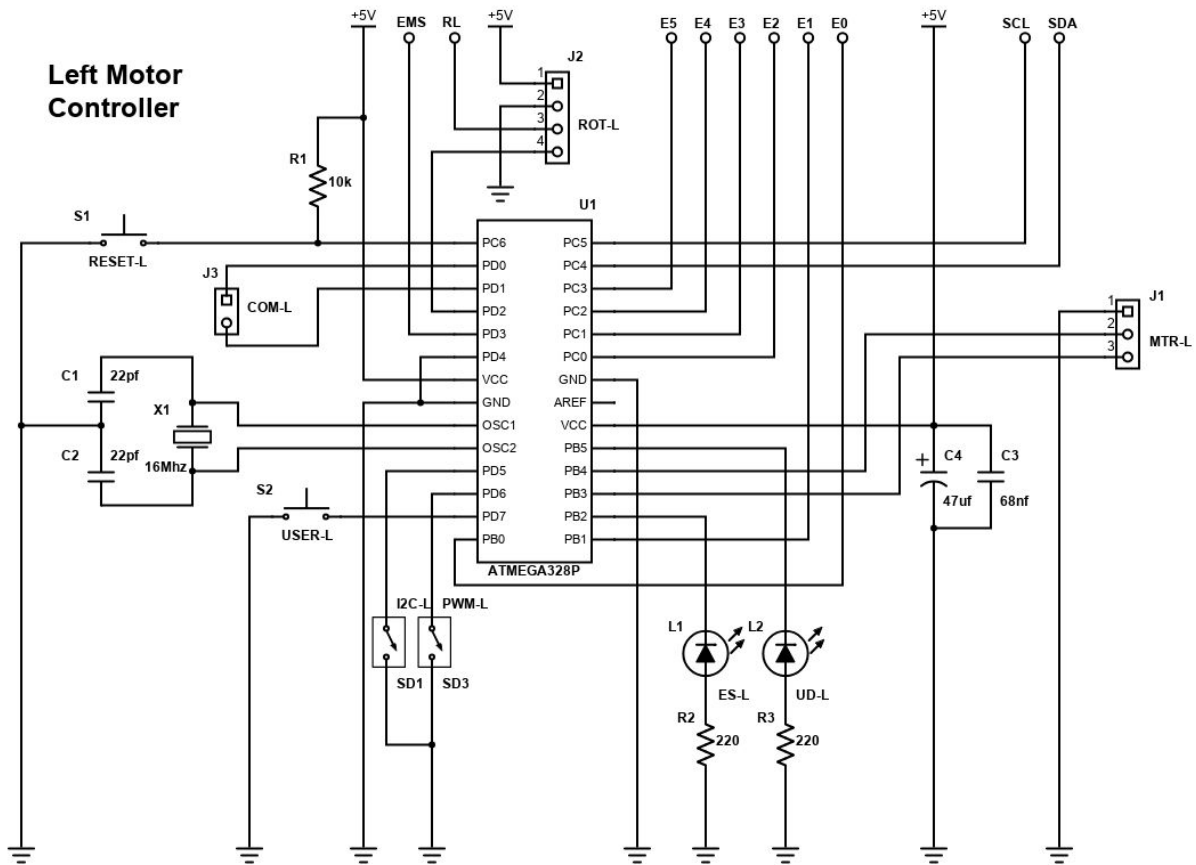 +5V
EMS
RL
+5V
E5
E4
E3
E2
E1
E0
+5V
SCL
SDA
Left Motor
Controller
J2
1
2
3
4
ROT-L
R1
10k
S1
RESET-L
U1
PC6
PD0
PD1
PD2
PD3
PD4
VCC
GND
OSC1
OSC2
PD5
PD6
PD7
PB0
PC5
PC4
PC3
PC2
PC1
PC0
GND
AREF
VCC
PB5
PB4
PB3
PB2
PB1
ATMEGA328P
J3
COM-L
J1
1
2
3
MTR-L
C1
22pf
X1
C2
22pf
16Mhz
+
C4
47uf
C3
68nf
S2
USER-L
I2C-L
PWM-L
SD1
SD3
L1
ES-L
L2
UD-L
R2
220
R3
220